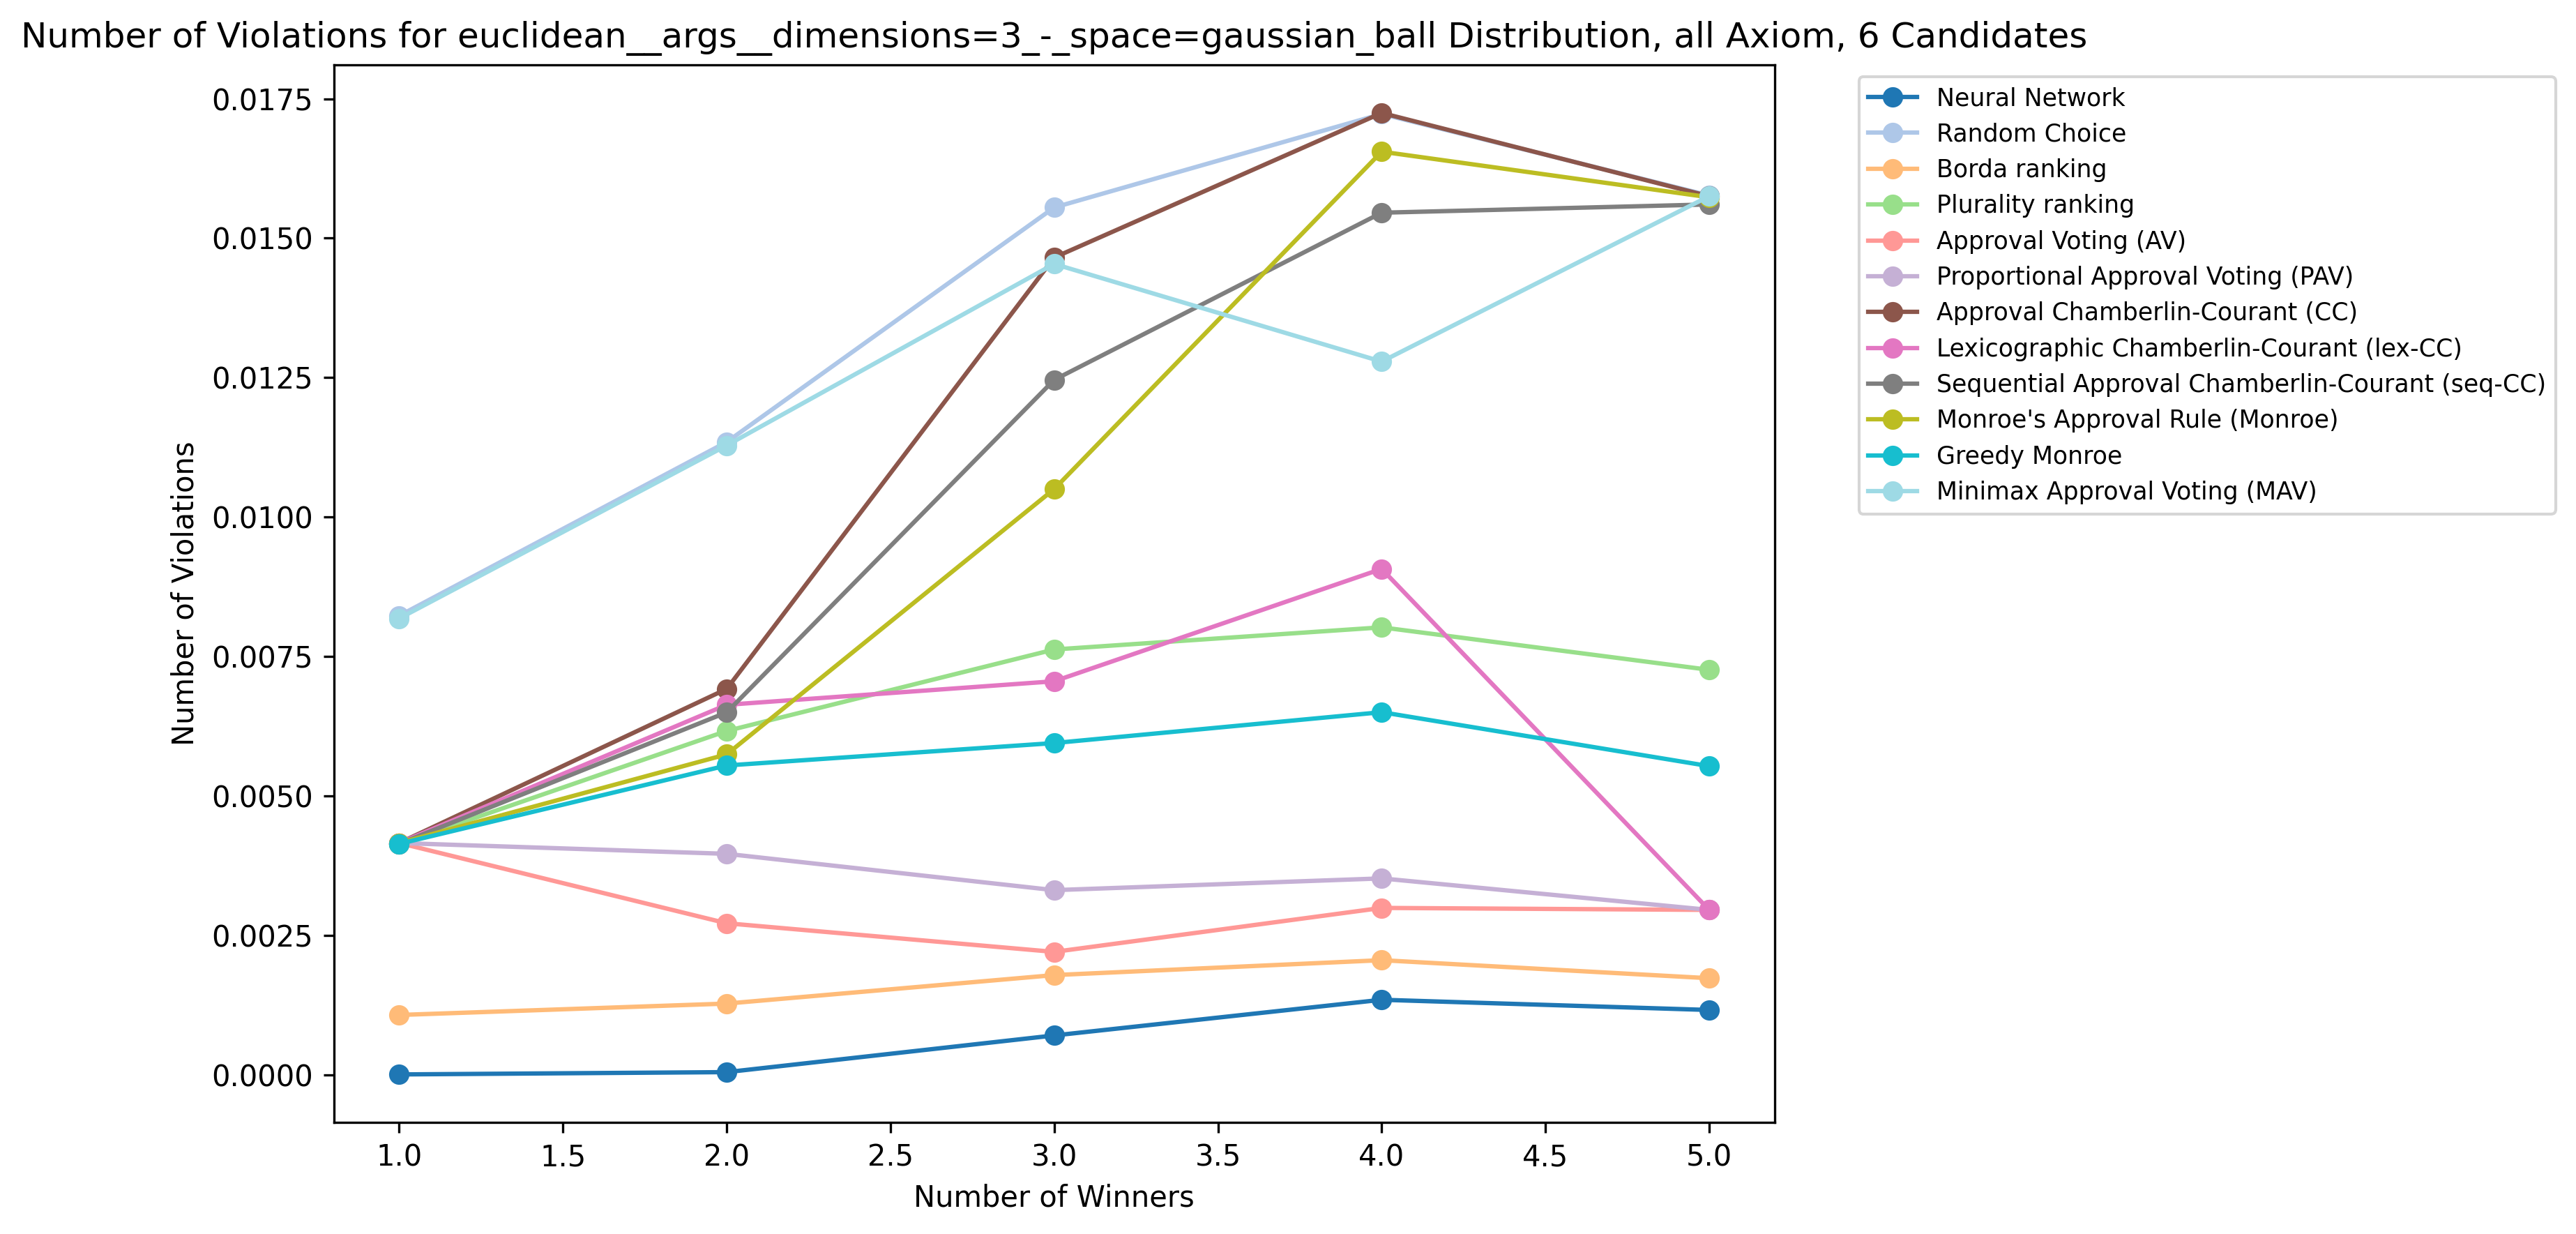 Number of Violations for euclidean__args__dimensions=3_-_space=gaussian_ball Distribution, all Axiom, 6 Candidates
Number of Violations
0.0175
0.0150
0.0125
0.0100
0.0075
0.0050
0.0025
0.0000
1.0 1.5 2.0 2.5 3.0 3.5 4.0 4.5 5.0
Number of Winners
Neural Network
Random Choice
Borda ranking
Plurality ranking
Approval Voting (AV)
Proportional Approval Voting (PAV)
Approval Chamberlin-Courant (CC)
Lexicographic Chamberlin-Courant (lex-CC)
Sequential Approval Chamberlin-Courant (seq-CC)
Monroe's Approval Rule (Monroe)
Greedy Monroe
Minimax Approval Voting (MAV)